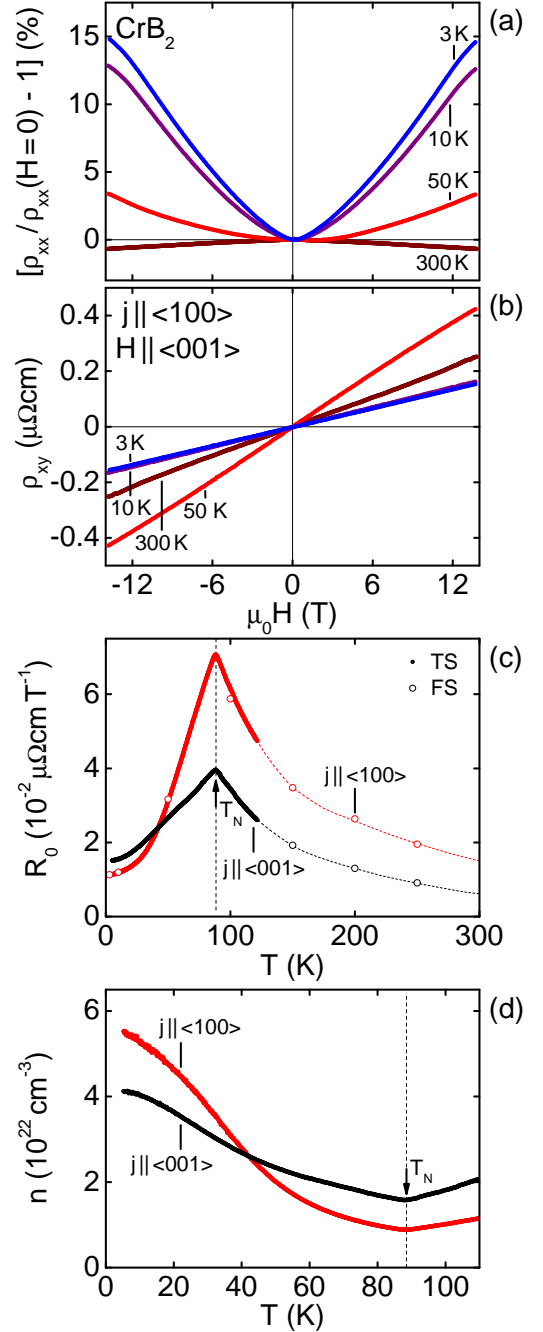 (a)
CrB₂
[ρxx/ρxx(H=0) - 1] (%)
15
10
5
0
3 K
10 K
50 K
300 K
(b)
j||<100>
H||<001>
ρxy (μΩcm)
0.4
0.2
0
-0.2
-0.4
3 K
10 K
300 K
50 K
-12 -6 0 6 12
μ₀H (T)
(c)
R₀ (10⁻² μΩcmT⁻¹)
6
4
2
0
TS
FS
j||<100>
T_N
j||<001>
0 100 200 300
T (K)
(d)
n (10²² cm⁻³)
6
4
2
0
j||<100>
j||<001>
T_N
0 20 40 60 80 100
T (K)